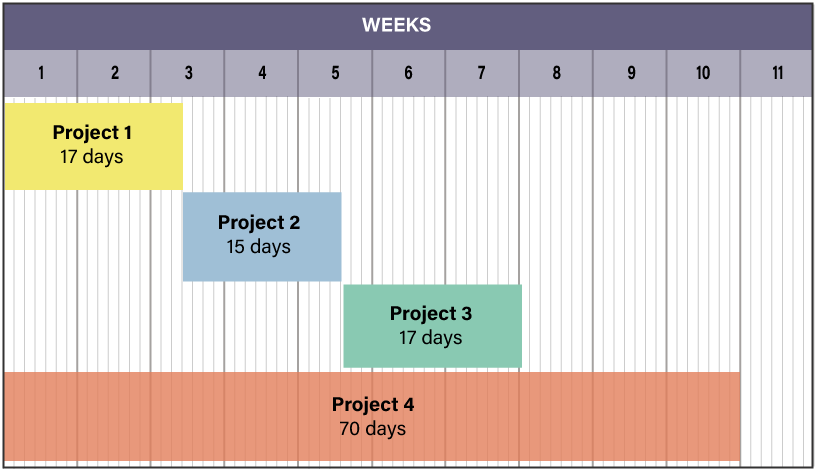 WEEKS
1 2 3 4 5 6 7 8 9 10 11
Project 1
17 days
Project 2
15 days
Project 3
17 days
Project 4
70 days